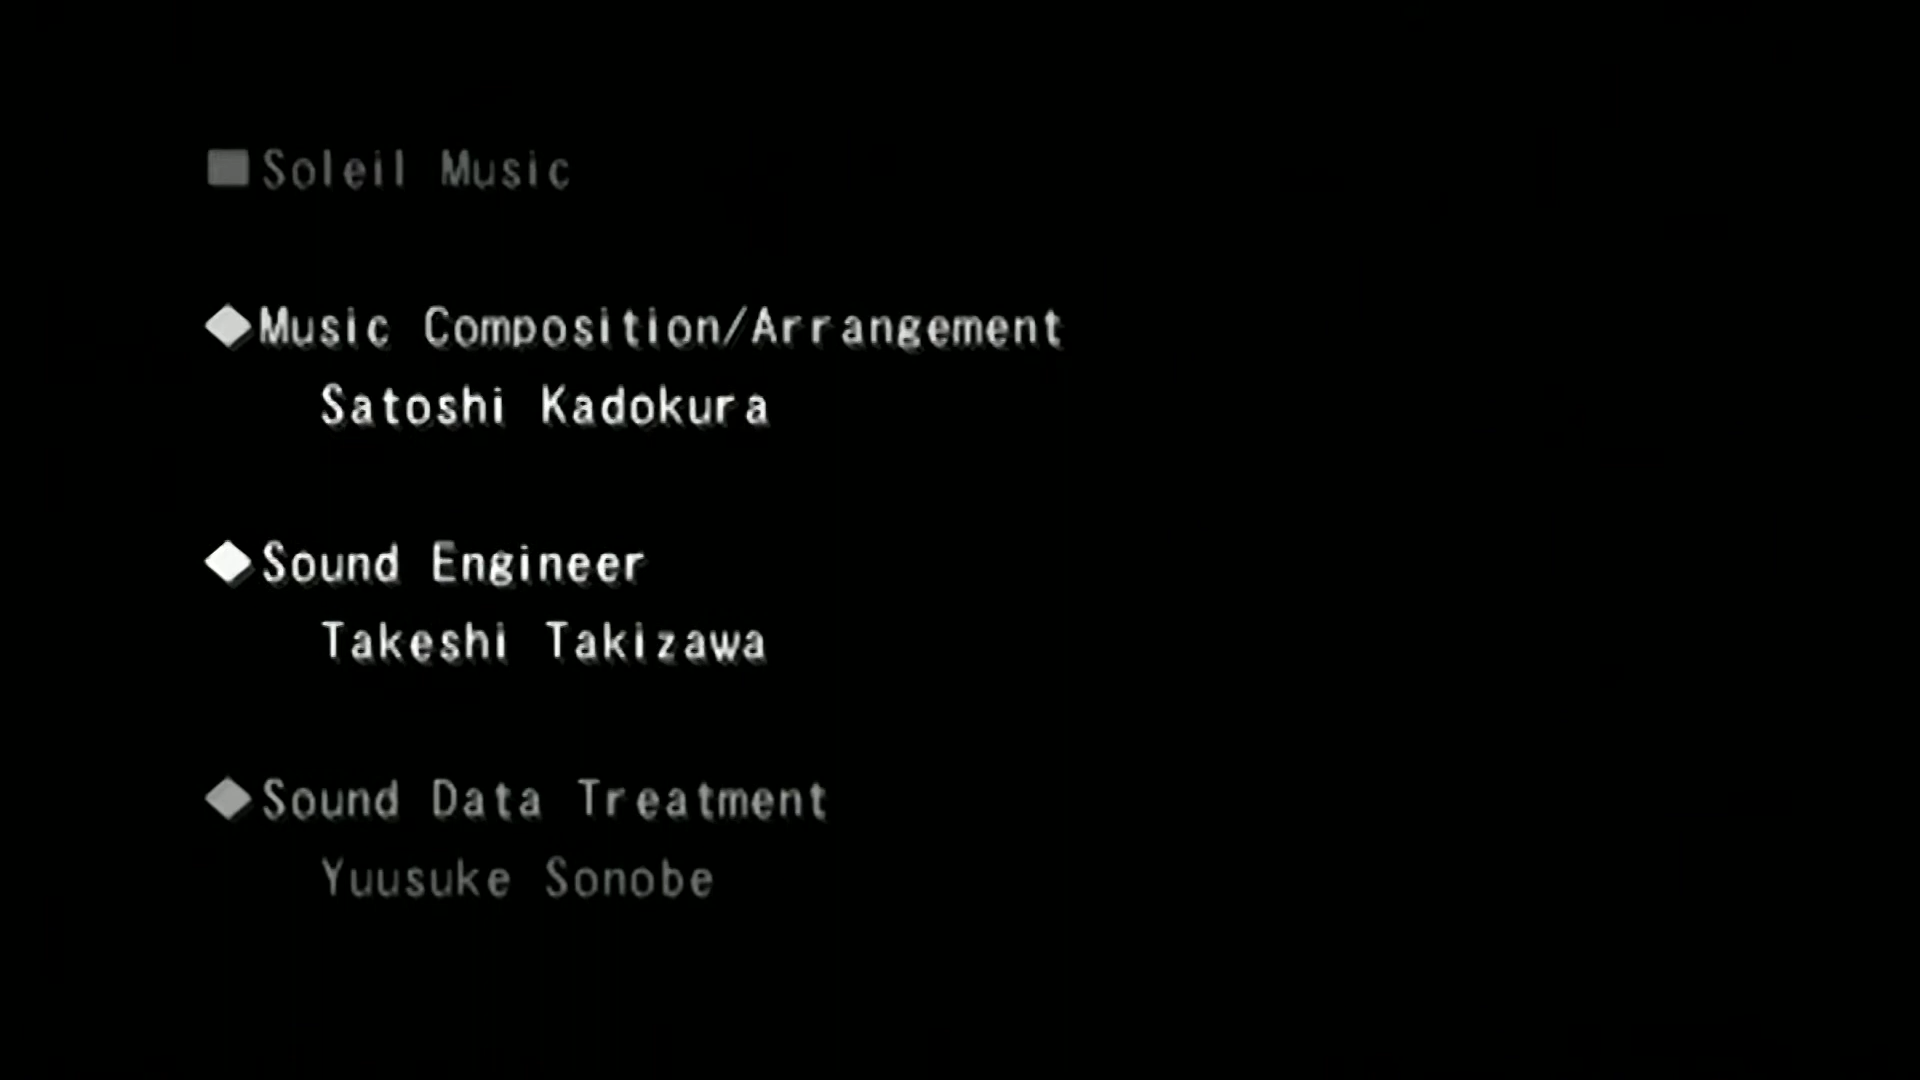 ■Soleil Music
◆Music Composition/Arrangement
Satoshi Kadokura
◆Sound Engineer
Takeshi Takizawa
◆Sound Data Treatment
Yuusuke Sonobe